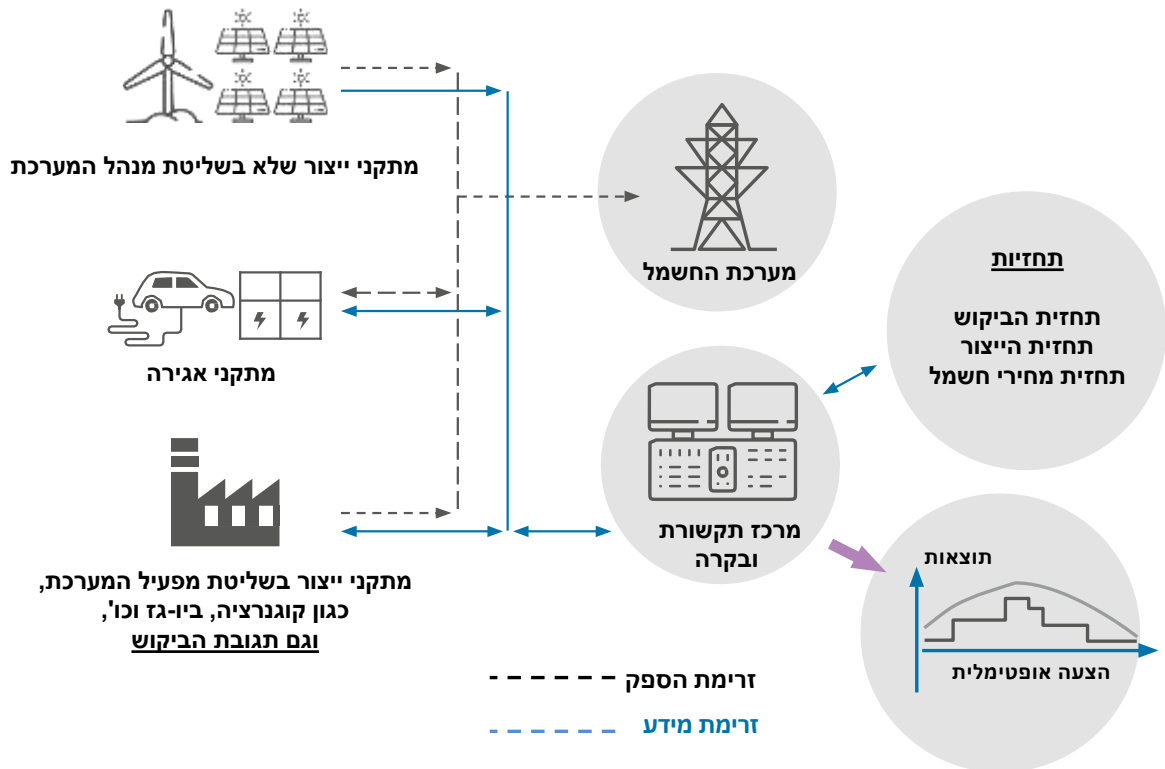 מתקני ייצור שלא בשליטת מנהל המערכת
מערכת החשמל
תחזיות
תחזית הביקוש
תחזית הייצור
תחזית מחירי חשמל
מתקני אגירה
מרכז תקשורת
ובקרה
תוצאות
הצעה אופטימלית
מתקני ייצור בשליטת מפעיל המערכת,
כגון קוגנרציה, ביו-גז וכו',
וגם תגובת הביקוש
זרימת הספק
זרימת מידע